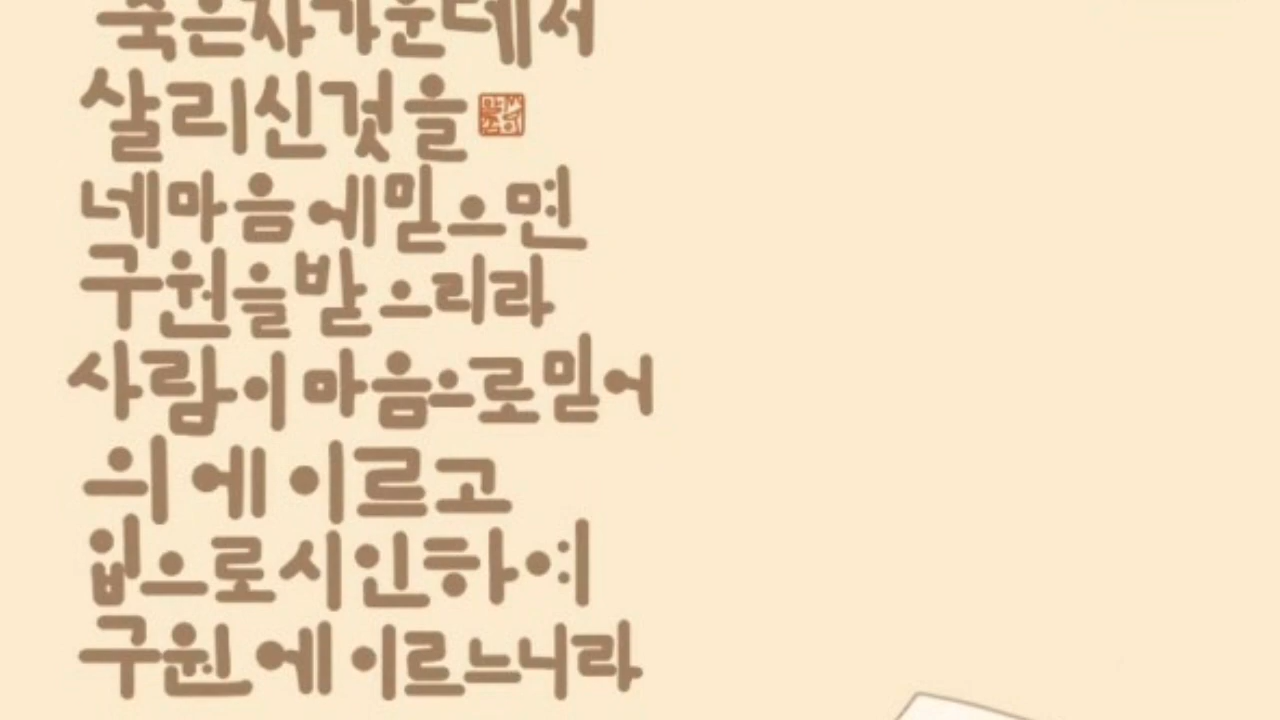 죽은자가운데서
살리신것을
네마음에믿으면
구원을받으리라
사람이마음으로믿어
의에이르고
입으로시인하여
구원에이르느니라